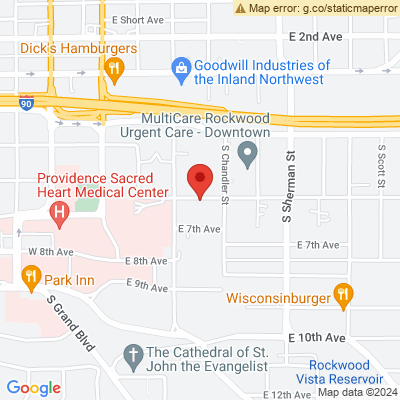 Map error: g.co/staticmaperror
E Short Ave
E 2nd Ave
Dick's Hamburgers
Goodwill Industries of
the Inland Northwest
90
MultiCare Rockwood
Urgent Care - Downtown
S Chandler St
S Sherman St
S Scott St
Providence Sacred
Heart Medical Center
H
E 7th Ave
E 7th Ave
W 8th Ave
E 8th Ave
Park Inn
E 9th Ave
Wisconsinburger
S Grand Blvd
E 10th Ave
The Cathedral of St.
John the Evangelist
Rockwood
Vista Reservoir
Google
Map data ©2024
E 12th Ave